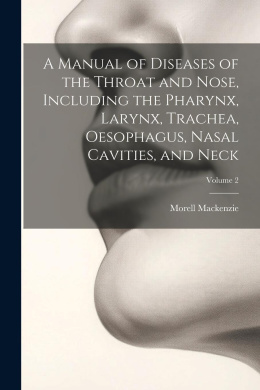 A Manual of Diseases
of the Throat and Nose,
Including the Pharynx,
Larynx, Trachea,
Oesophagus, Nasal
Cavities, and Neck
Volume 2
Morell Mackenzie